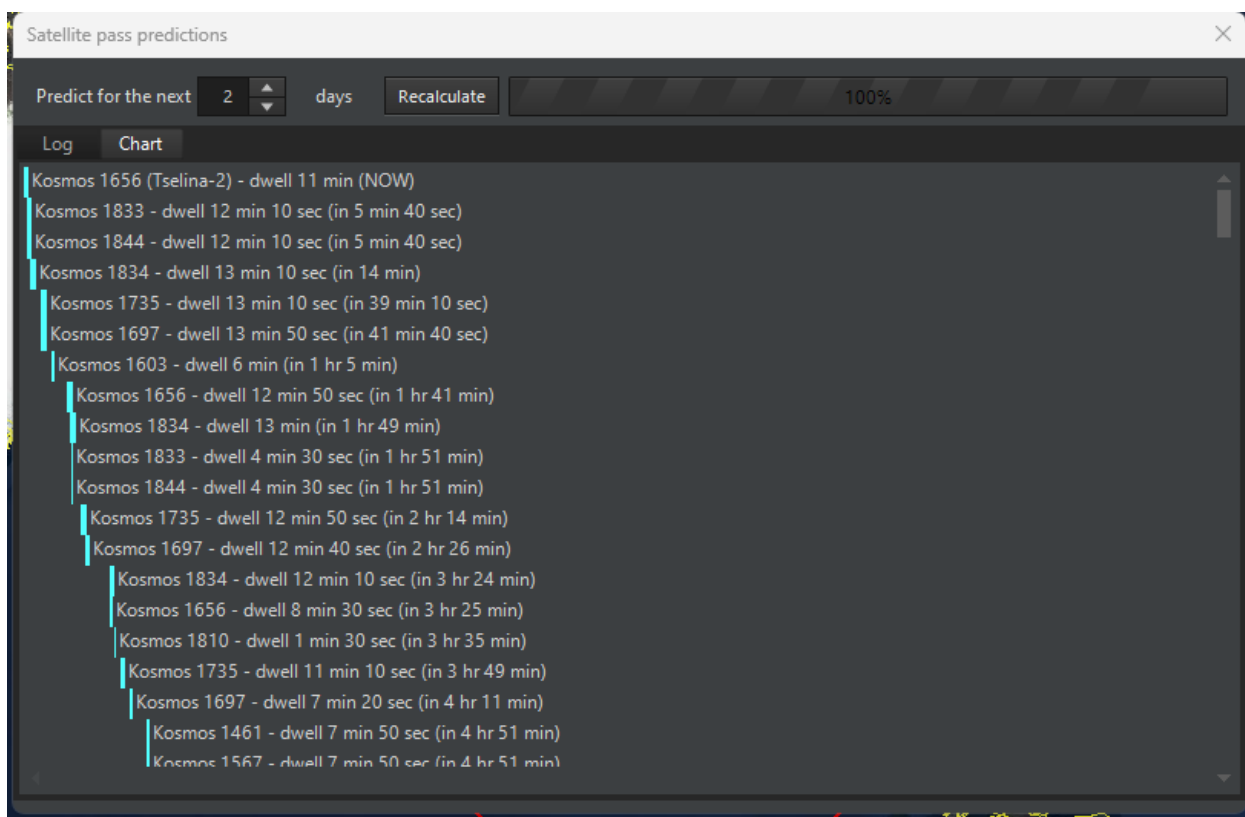 Satellite pass predictions
Predict for the next 2 days Recalculate 100%
Log Chart
Kosmos 1656 (Tselina-2) - dwell 11 min (NOW)
Kosmos 1833 - dwell 12 min 10 sec (in 5 min 40 sec)
Kosmos 1844 - dwell 12 min 10 sec (in 5 min 40 sec)
Kosmos 1834 - dwell 13 min 10 sec (in 14 min)
Kosmos 1735 - dwell 13 min 10 sec (in 39 min 10 sec)
Kosmos 1697 - dwell 13 min 50 sec (in 41 min 40 sec)
Kosmos 1603 - dwell 6 min (in 1 hr 5 min)
Kosmos 1656 - dwell 12 min 50 sec (in 1 hr 41 min)
Kosmos 1834 - dwell 13 min (in 1 hr 49 min)
Kosmos 1833 - dwell 4 min 30 sec (in 1 hr 51 min)
Kosmos 1844 - dwell 4 min 30 sec (in 1 hr 51 min)
Kosmos 1735 - dwell 12 min 50 sec (in 2 hr 14 min)
Kosmos 1697 - dwell 12 min 40 sec (in 2 hr 26 min)
Kosmos 1834 - dwell 12 min 10 sec (in 3 hr 24 min)
Kosmos 1656 - dwell 8 min 30 sec (in 3 hr 25 min)
Kosmos 1810 - dwell 1 min 30 sec (in 3 hr 35 min)
Kosmos 1735 - dwell 11 min 10 sec (in 3 hr 49 min)
Kosmos 1697 - dwell 7 min 20 sec (in 4 hr 11 min)
Kosmos 1461 - dwell 7 min 50 sec (in 4 hr 51 min)
Kosmos 1567 - dwell 7 min 50 sec (in 4 hr 51 min)